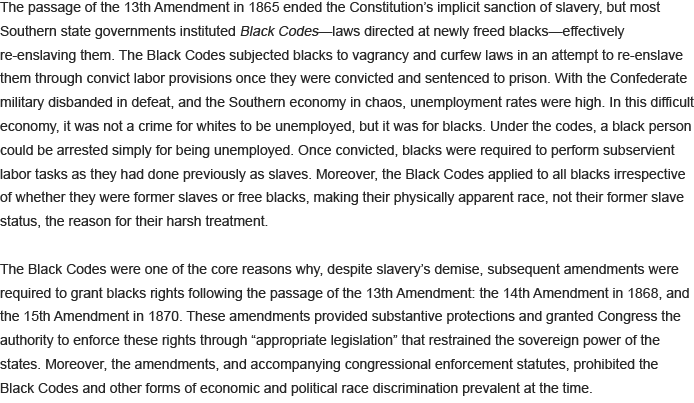 The passage of the 13th Amendment in 1865 ended the Constitution’s implicit sanction of slavery, but most
Southern state governments instituted Black Codes—laws directed at newly freed blacks—effectively
re-enslaving them. The Black Codes subjected blacks to vagrancy and curfew laws in an attempt to re-enslave
them through convict labor provisions once they were convicted and sentenced to prison. With the Confederate
military disbanded in defeat, and the Southern economy in chaos, unemployment rates were high. In this difficult
economy, it was not a crime for whites to be unemployed, but it was for blacks. Under the codes, a black person
could be arrested simply for being unemployed. Once convicted, blacks were required to perform subservient
labor tasks as they had done previously as slaves. Moreover, the Black Codes applied to all blacks irrespective
of whether they were former slaves or free blacks, making their physically apparent race, not their former slave
status, the reason for their harsh treatment.

The Black Codes were one of the core reasons why, despite slavery’s demise, subsequent amendments were
required to grant blacks rights following the passage of the 13th Amendment: the 14th Amendment in 1868, and
the 15th Amendment in 1870. These amendments provided substantive protections and granted Congress the
authority to enforce these rights through “appropriate legislation” that restrained the sovereign power of the
states. Moreover, the amendments, and accompanying congressional enforcement statutes, prohibited the
Black Codes and other forms of economic and political race discrimination prevalent at the time.